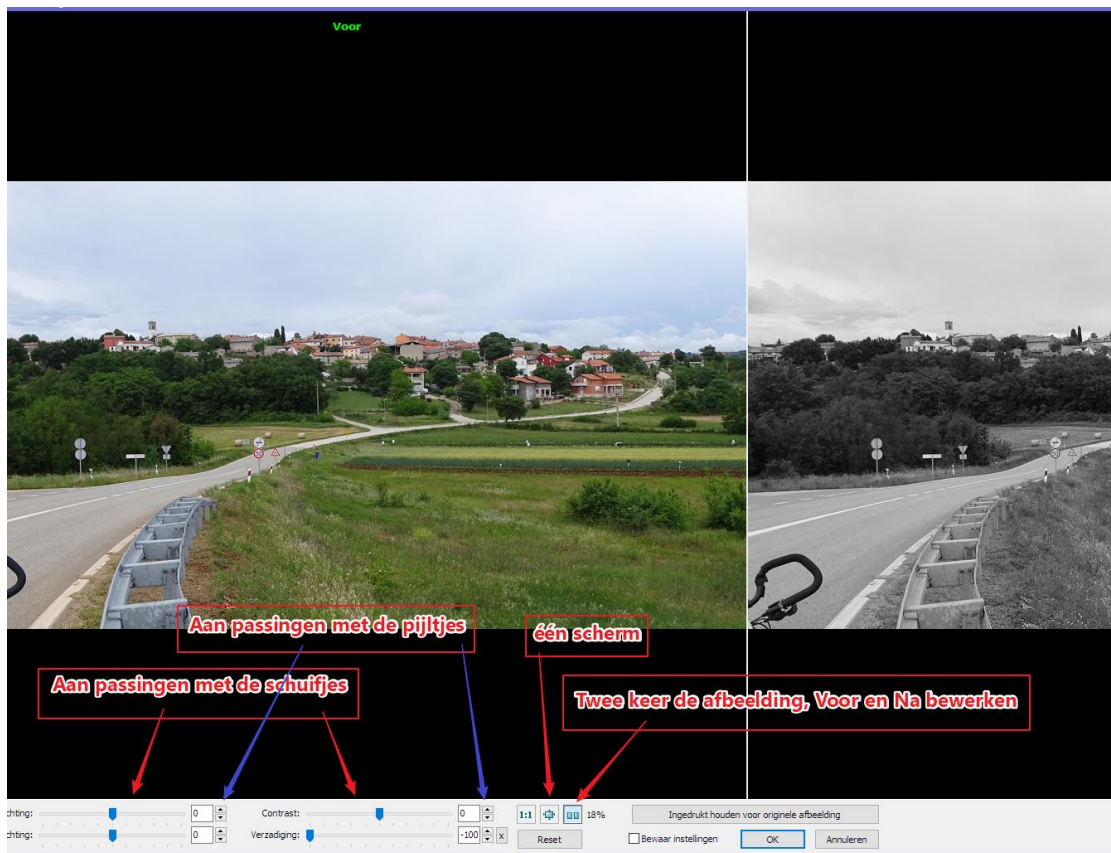 Voor
Aan passingen met de pijltjes
één scherm
Aan passingen met de schuifjes
Twee keer de afbeelding, Voor en Na bewerken
chting: 0 Contrast: 0 1:1 18% Ingedrukt houden voor originele afbeelding
chting: 0 Verzadiging: -100 x Reset Bewaar instellingen OK Annuleren
50